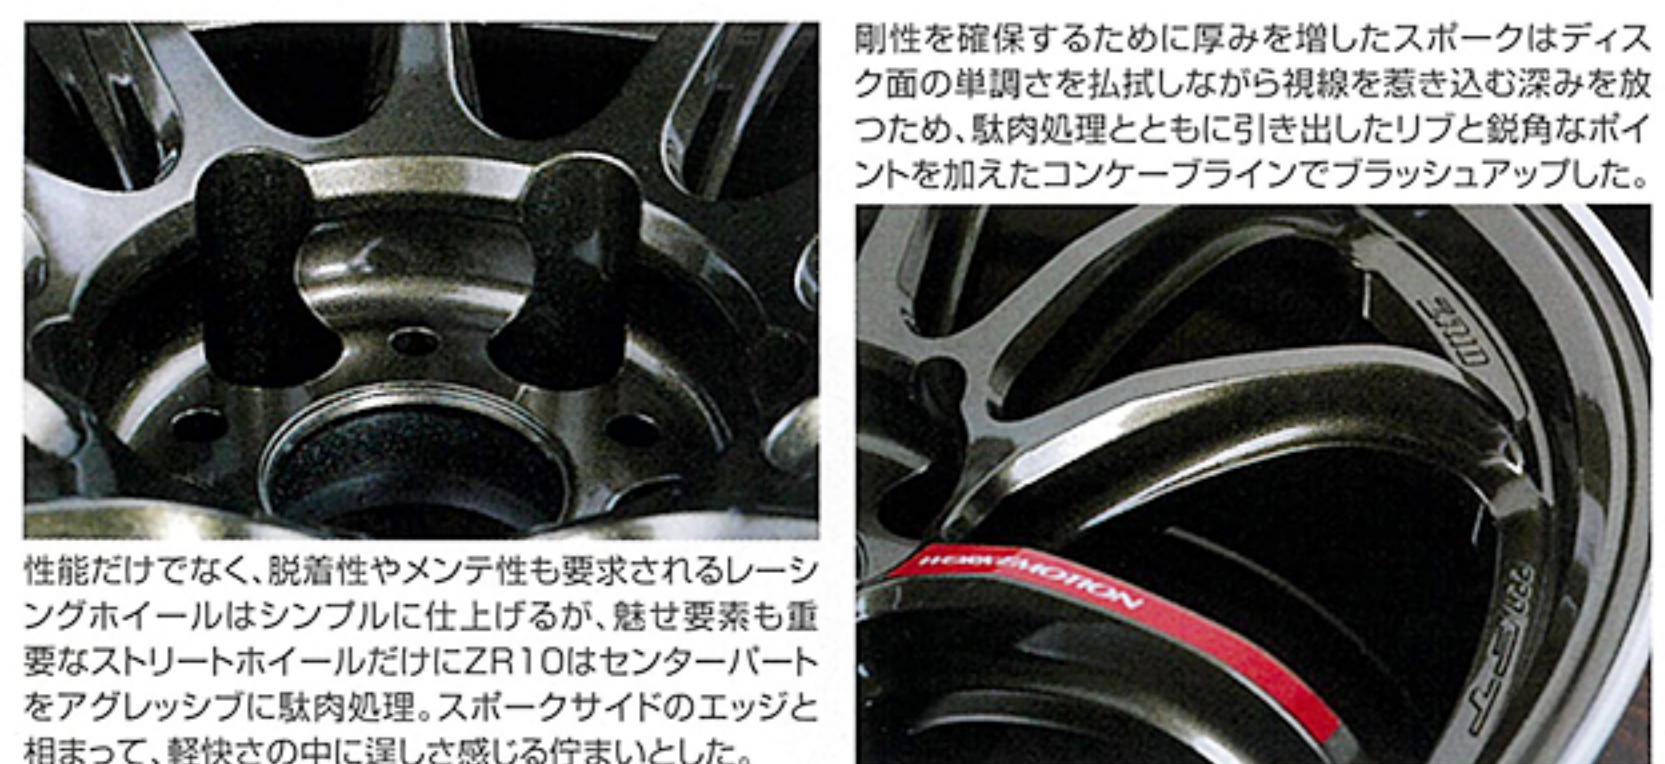 性能だけでなく、脱着性やメンテ性も要求されるレーシ
ングホイールはシンプルに仕上げるが、魅せ要素も重
要なストリートホイールだけにZR10はセンターパート
をアグレッシブに駄肉処理。スポークサイドのエッジと
相まって、軽快さの中に逞しさ感じる佇まいとした。
剛性を確保するために厚みを増したスポークはディス
ク面の単調さを払拭しながら視線を惹き込む深みを放
つため、駄肉処理とともに引き出したリブと鋭角なポイ
ントを加えたコンケーブラインでブラッシュアップした。
ZR10